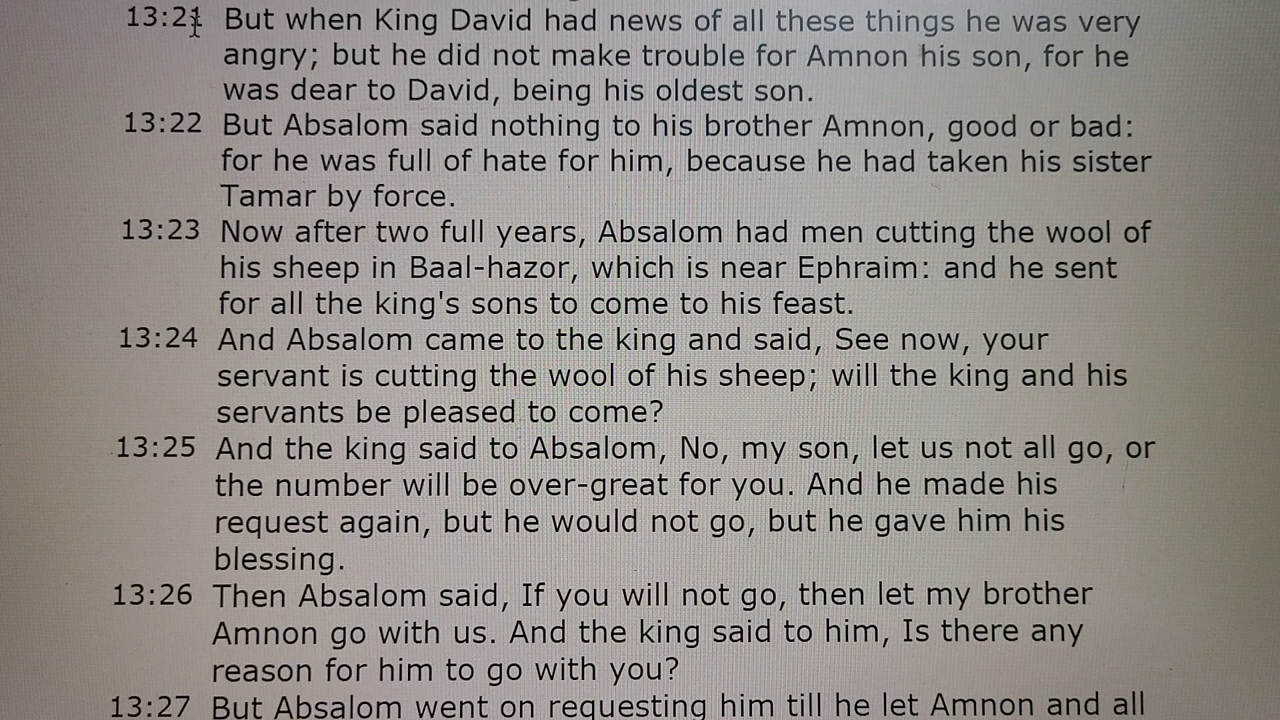 13:21 But when King David had news of all these things he was very
angry; but he did not make trouble for Amnon his son, for he
was dear to David, being his oldest son.
13:22 But Absalom said nothing to his brother Amnon, good or bad:
for he was full of hate for him, because he had taken his sister
Tamar by force.
13:23 Now after two full years, Absalom had men cutting the wool of
his sheep in Baal-hazor, which is near Ephraim: and he sent
for all the king's sons to come to his feast.
13:24 And Absalom came to the king and said, See now, your
servant is cutting the wool of his sheep; will the king and his
servants be pleased to come?
13:25 And the king said to Absalom, No, my son, let us not all go, or
the number will be over-great for you. And he made his
request again, but he would not go, but he gave him his
blessing.
13:26 Then Absalom said, If you will not go, then let my brother
Amnon go with us. And the king said to him, Is there any
reason for him to go with you?
13:27 But Absalom went on requesting him till he let Amnon and all